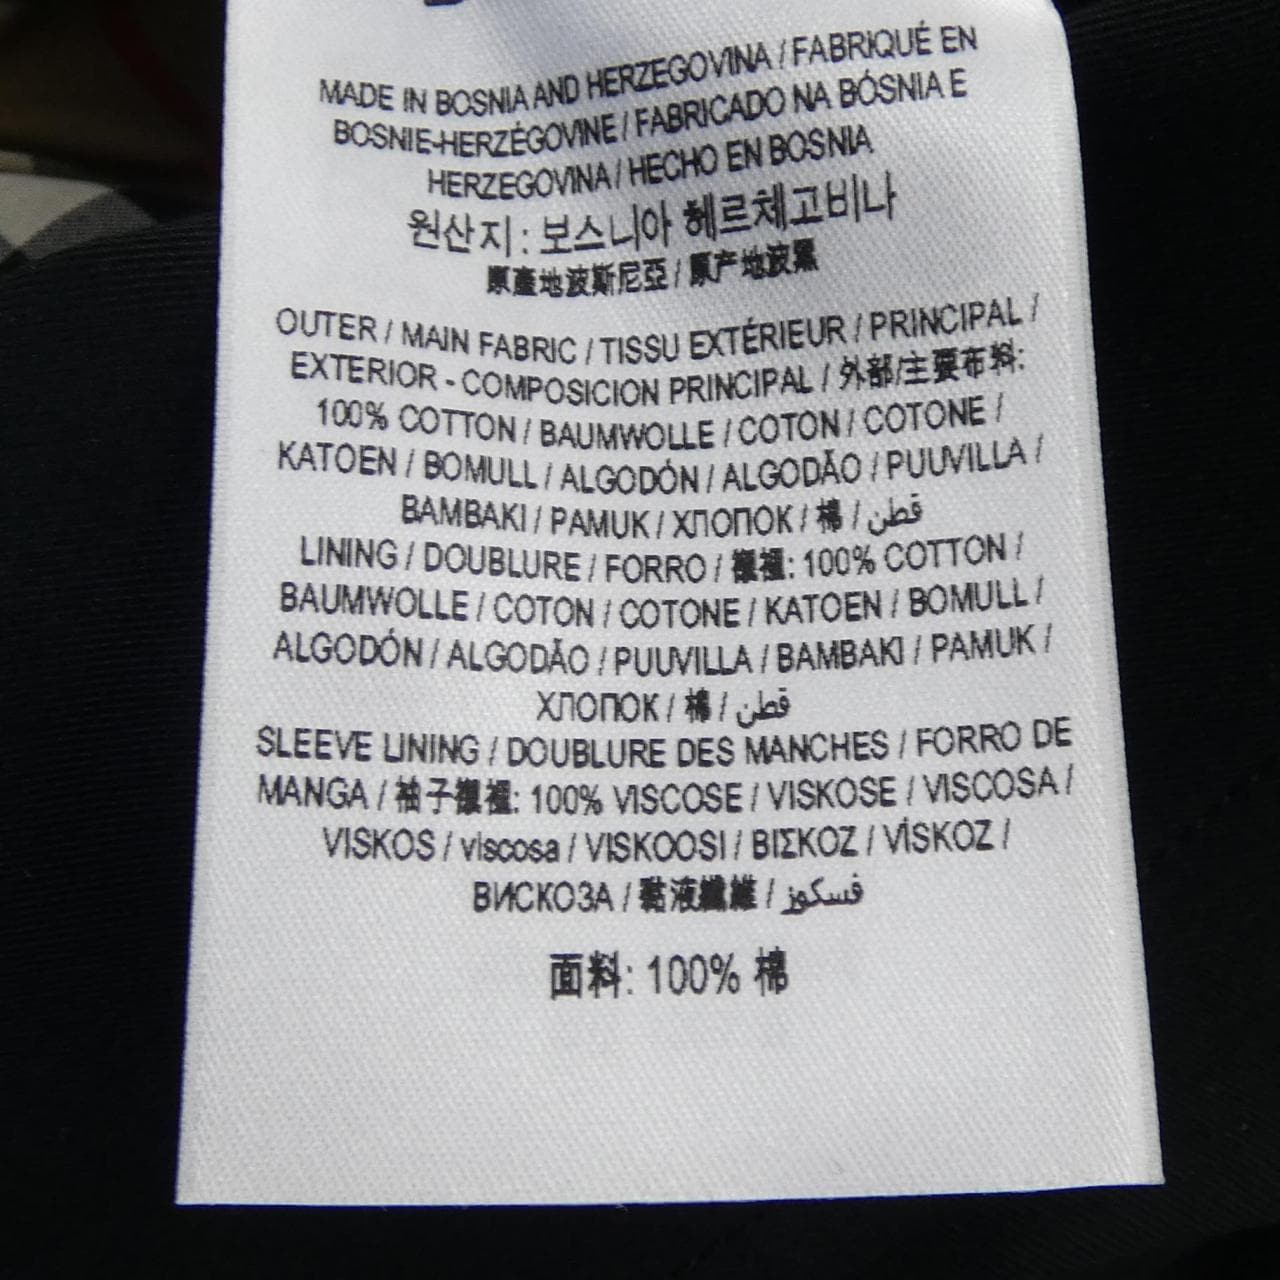 MADE IN BOSNIA AND HERZEGOVINA / FABRIQUÉ EN
BOSNIE-HERZÉGOVINE / FABRICADO NA BÓSNIA E
HERZEGOVINA / HECHO EN BOSNIA
원산지 : 보스니아 헤르체고비나
原產地波斯尼亞 / 原产地波黑
OUTER / MAIN FABRIC / TISSU EXTÉRIEUR / PRINCIPAL /
EXTERIOR - COMPOSICION PRINCIPAL / 外部/主要布料:
100% COTTON / BAUMWOLLE / COTON / COTONE /
KATOEN / BOMULL / ALGODÓN / ALGODÃO / PUUVILLA /
BAMBAKI / PAMUK / ХЛОПОК / 棉 / قطن
LINING / DOUBLURE / FORRO / 襯裡: 100% COTTON /
BAUMWOLLE / COTON / COTONE / KATOEN / BOMULL /
ALGODÓN / ALGODÃO / PUUVILLA / BAMBAKI / PAMUK /
ХЛОПОК / 棉 / قطن
SLEEVE LINING / DOUBLURE DES MANCHES / FORRO DE
MANGA / 袖子襯裡: 100% VISCOSE / VISKOSE / VISCOSA /
VISKOS / viscosa / VISKOOSI / ΒΙΣΚΟΖ / VİSKOZ /
ВИСКОЗА / 黏液纖維 / فسكوز
面料: 100% 棉